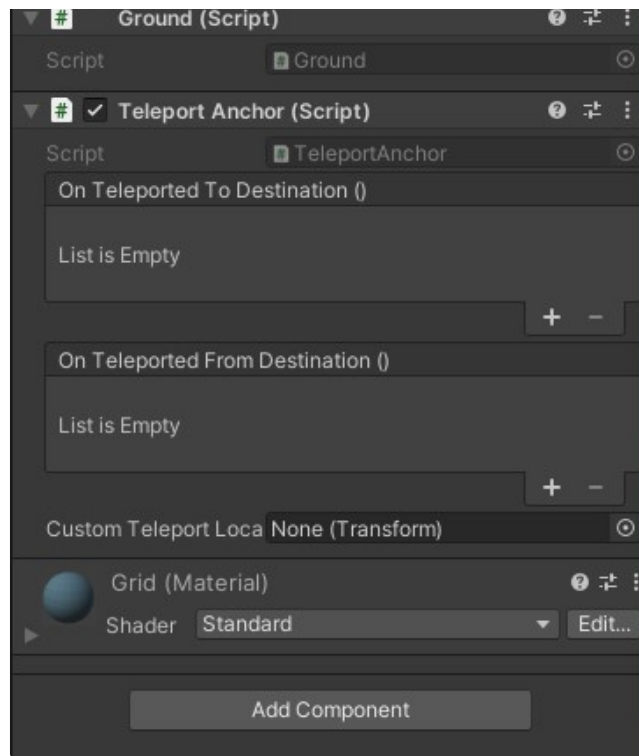 Ground (Script)
Script Ground
Teleport Anchor (Script)
Script TeleportAnchor
On Teleported To Destination ()
List is Empty
+ -
On Teleported From Destination ()
List is Empty
+ -
Custom Teleport Loca None (Transform)
Grid (Material)
Shader Standard Edit...
Add Component